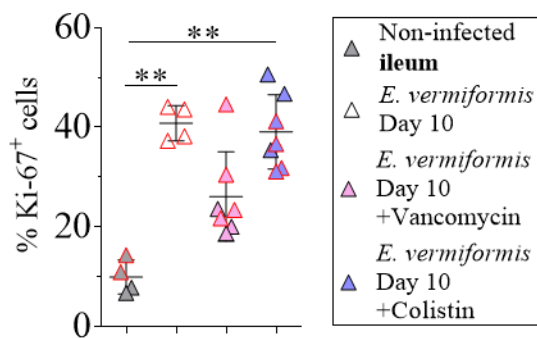 60
40
20
0
% Ki-67+ cells
**
**
Non-infected
ileum
E. vermiformis
Day 10
E. vermiformis
Day 10
+Vancomycin
E. vermiformis
Day 10
+Colistin